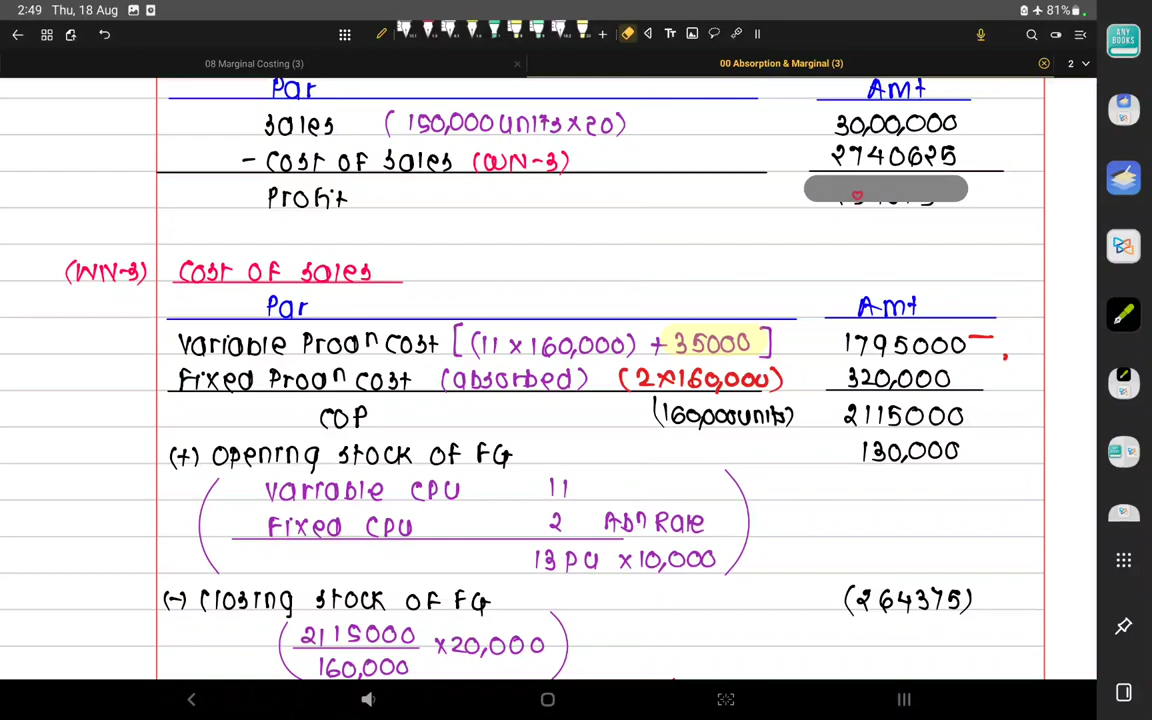 2:49 Thu, 18 Aug 81%
08 Marginal Costing (3) 00 Absorption & Marginal (3) 2
Par Amt
Sales (150,000 units x 20) 30,00,000
- Cost of Sales (WN-3) 2740625
Profit
(WN-3) Cost of Sales
Par Amt
Variable Prodn Cost [(11 x 160,000) + 35000] 1795000
Fixed Prodn Cost (absorbed) (2x160,000) 320,000
COP (160,000 units) 2115000
(+) Opening Stock of FG 130,000
Variable CPU 11
Fixed CPU 2 Abn Rate
13 PU x 10,000
(-) Closing Stock of FG (264375)
2115000
160,000 x 20,000
ANY BOOKS